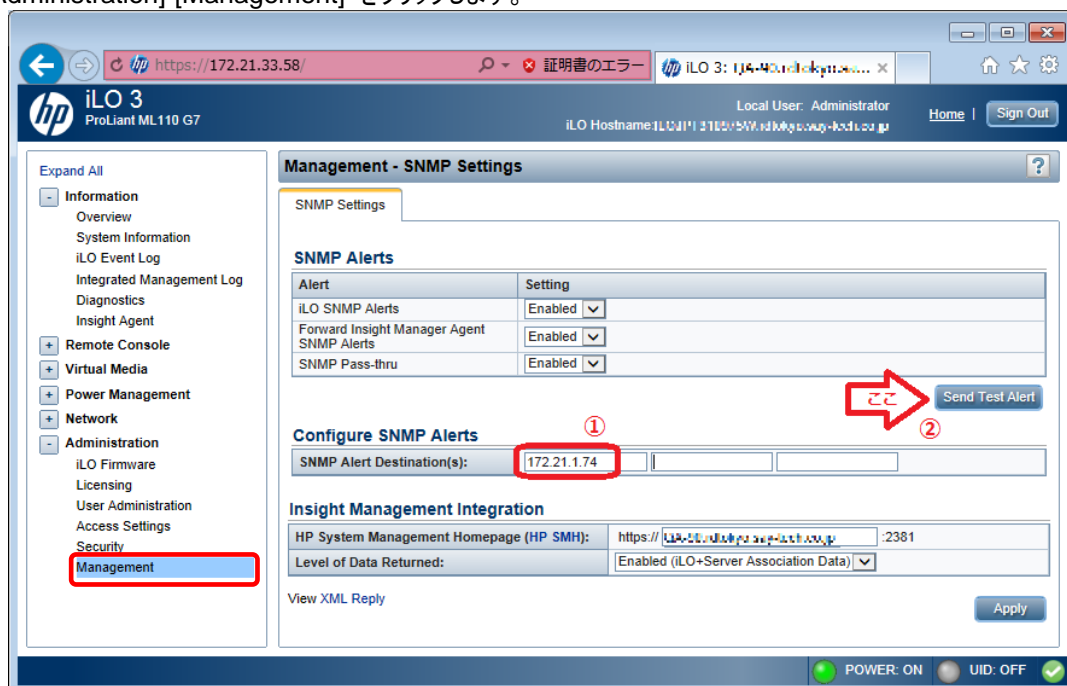 dministration] [Management] をクリックします。
https://172.21.33.58/
証明書のエラー
iLO 3:
hp
iLO 3
ProLiant ML110 G7
Local User: Administrator
iLO Hostname:
Home | Sign Out
Expand All
Information
Overview
System Information
iLO Event Log
Integrated Management Log
Diagnostics
Insight Agent
Remote Console
Virtual Media
Power Management
Network
Administration
iLO Firmware
Licensing
User Administration
Access Settings
Security
Management
Management - SNMP Settings
?
SNMP Settings
SNMP Alerts
Alert Setting
iLO SNMP Alerts Enabled
Forward Insight Manager Agent
SNMP Alerts Enabled
SNMP Pass-thru Enabled
ここ
Send Test Alert
①
②
Configure SNMP Alerts
SNMP Alert Destination(s): 172.21.1.74
Insight Management Integration
HP System Management Homepage (HP SMH): https:// :2381
Level of Data Returned: Enabled (iLO+Server Association Data)
View XML Reply
Apply
POWER: ON UID: OFF